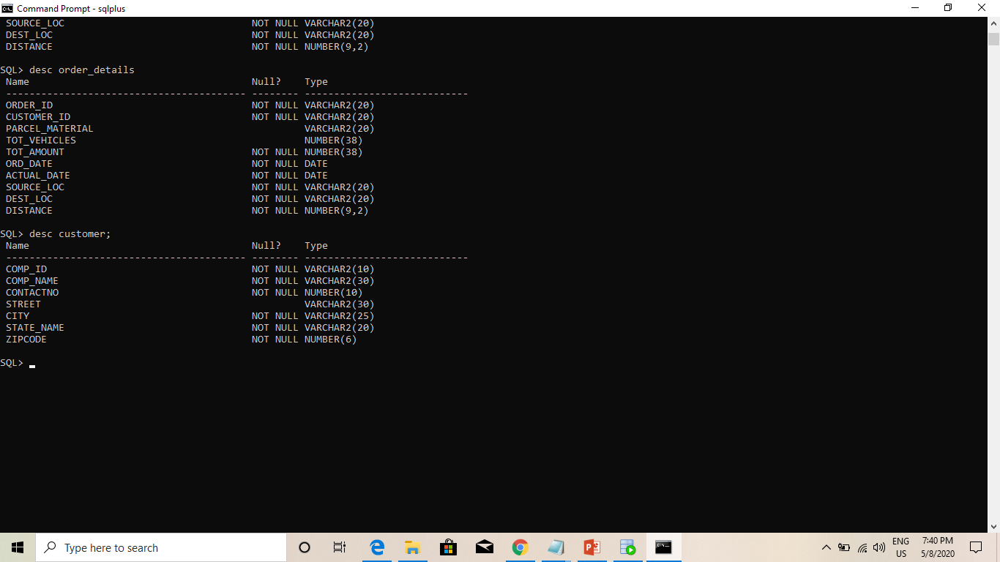 Command Prompt - sqlplus
SOURCE_LOC NOT NULL VARCHAR2(20)
DEST_LOC NOT NULL VARCHAR2(20)
DISTANCE NOT NULL NUMBER(9,2)
SQL> desc order_details
Name Null? Type
----------------------------------------- -------- ----------------------------
ORDER_ID NOT NULL VARCHAR2(20)
CUSTOMER_ID NOT NULL VARCHAR2(20)
PARCEL_MATERIAL VARCHAR2(20)
TOT_VEHICLES NUMBER(38)
TOT_AMOUNT NOT NULL NUMBER(38)
ORD_DATE NOT NULL DATE
ACTUAL_DATE NOT NULL DATE
SOURCE_LOC NOT NULL VARCHAR2(20)
DEST_LOC NOT NULL VARCHAR2(20)
DISTANCE NOT NULL NUMBER(9,2)
SQL> desc customer;
Name Null? Type
----------------------------------------- -------- ----------------------------
COMP_ID NOT NULL VARCHAR2(10)
COMP_NAME NOT NULL VARCHAR2(30)
CONTACTNO NOT NULL NUMBER(10)
STREET VARCHAR2(30)
CITY NOT NULL VARCHAR2(25)
STATE_NAME NOT NULL VARCHAR2(20)
ZIPCODE NOT NULL NUMBER(6)
SQL> _
Type here to search
ENG
US
7:40 PM
5/8/2020